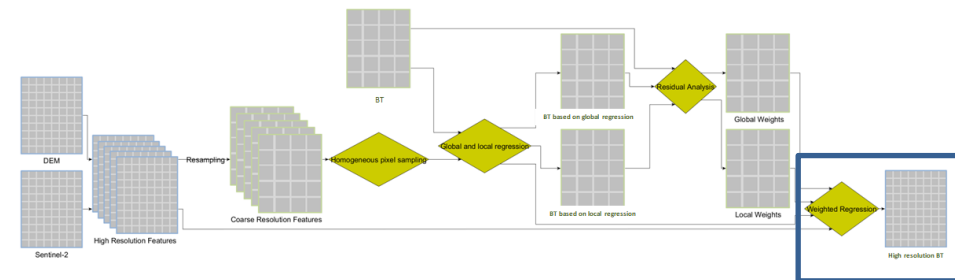 DEM
Sentinel-2
High Resolution Features
Resampling
Coarse Resolution Features
Homogeneous pixel sampling
BT
Global and local regression
BT based on global regression
BT based on local regression
Residual Analysis
Global Weights
Local Weights
Weighted Regression
High resolution BT